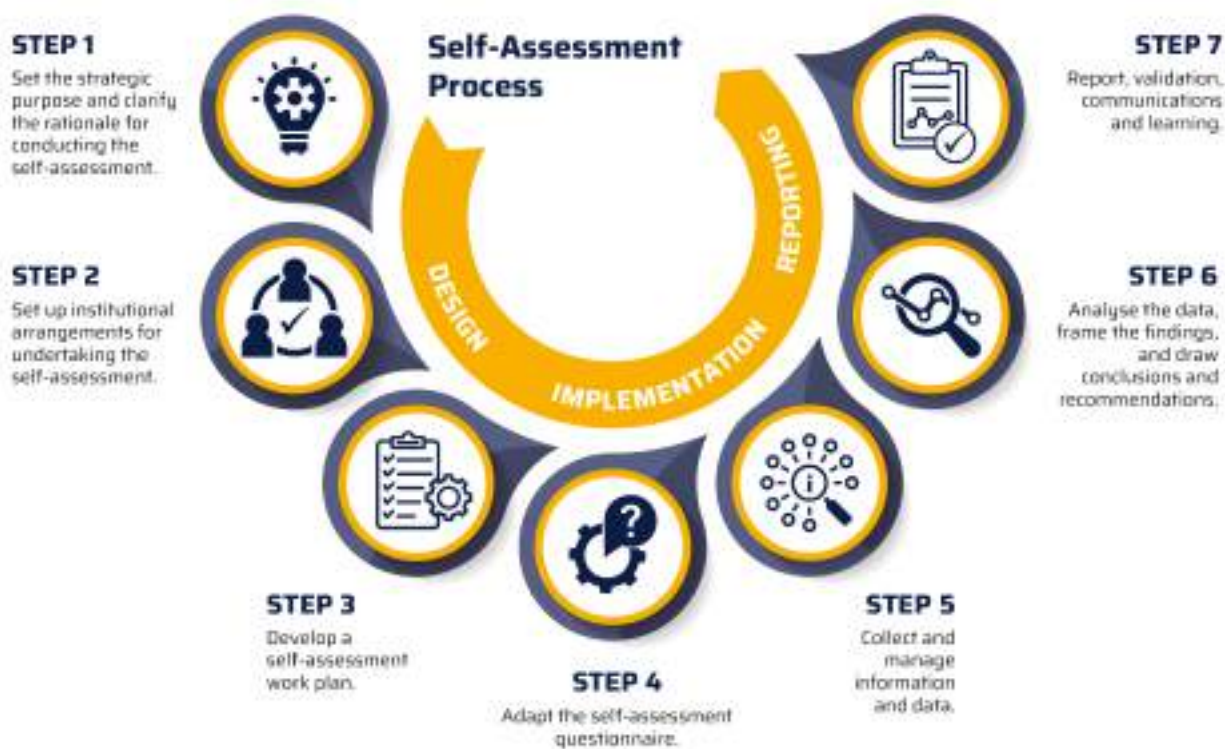 Self-Assessment
Process
STEP 1
Set the strategic
purpose and clarify
the rationale for
conducting the
self-assessment.
STEP 2
Set up institutional
arrangements for
undertaking the
self-assessment.
STEP 3
Develop a
self-assessment
work plan.
STEP 4
Adapt the self-assessment
questionnaire.
STEP 5
Collect and
manage
information
and data.
STEP 6
Analyse the data,
frame the findings,
and draw
conclusions and
recommendations.
STEP 7
Report, validation,
communications
and learning.
DESIGN
IMPLEMENTATION
REPORTING
?
i